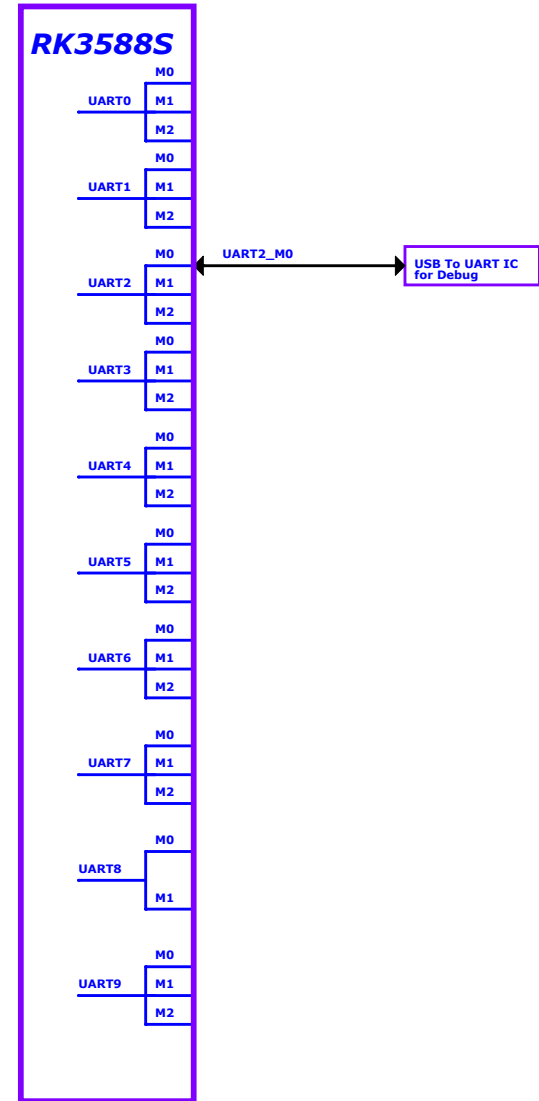 RK3588S
M0
UART0 M1
M2
M0
UART1 M1
M2
M0 UART2_M0
USB To UART IC
for Debug
UART2 M1
M2
M0
UART3 M1
M2
M0
UART4 M1
M2
M0
UART5 M1
M2
M0
UART6 M1
M2
M0
UART7 M1
M2
M0
UART8
M1
M0
UART9 M1
M2